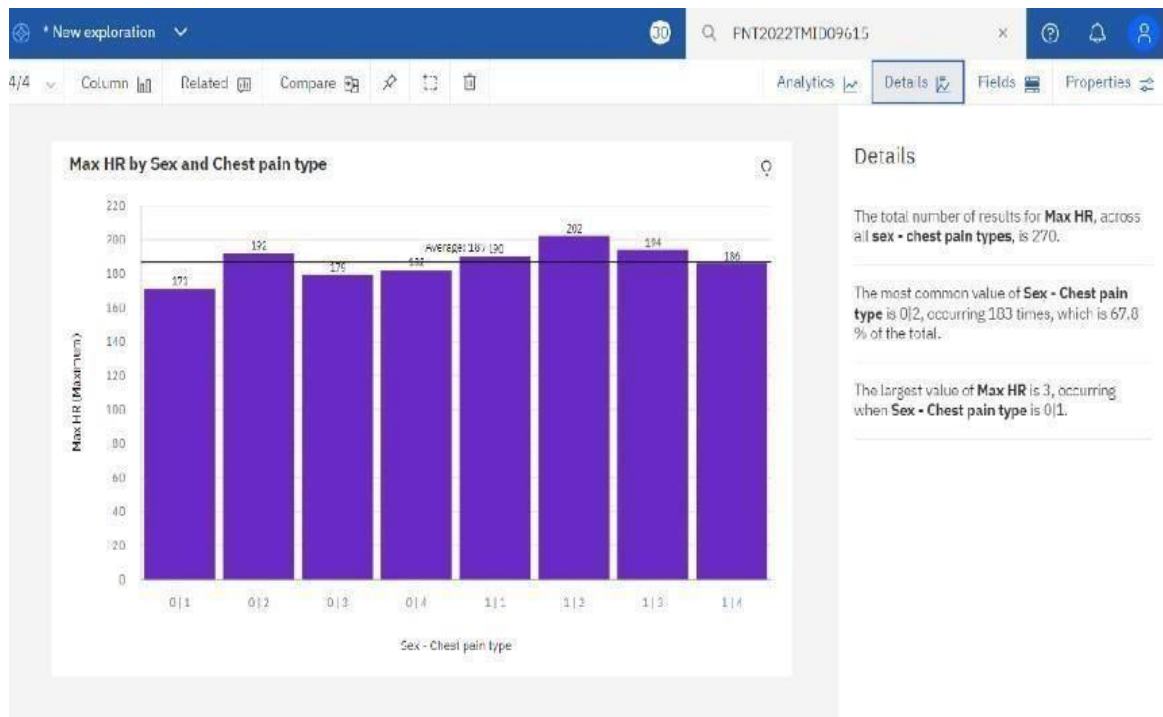 * New exploration
30
FNT2022TMID09615
4/4
Column
Related
Compare
Analytics
Details
Fields
Properties
Max HR by Sex and Chest pain type
220
200
180
160
140
120
100
80
60
40
20
0
Max HR (Maximum)
171
192
179
182
Average: 187
190
202
194
186
0|1
0|2
0|3
0|4
1|1
1|2
1|3
1|4
Sex - Chest pain type
Details
The total number of results for Max HR, across
all sex - chest pain types, is 270.
The most common value of Sex - Chest pain
type is 0|2, occurring 183 times, which is 67.8
% of the total.
The largest value of Max HR is 3, occurring
when Sex - Chest pain type is 0|1.